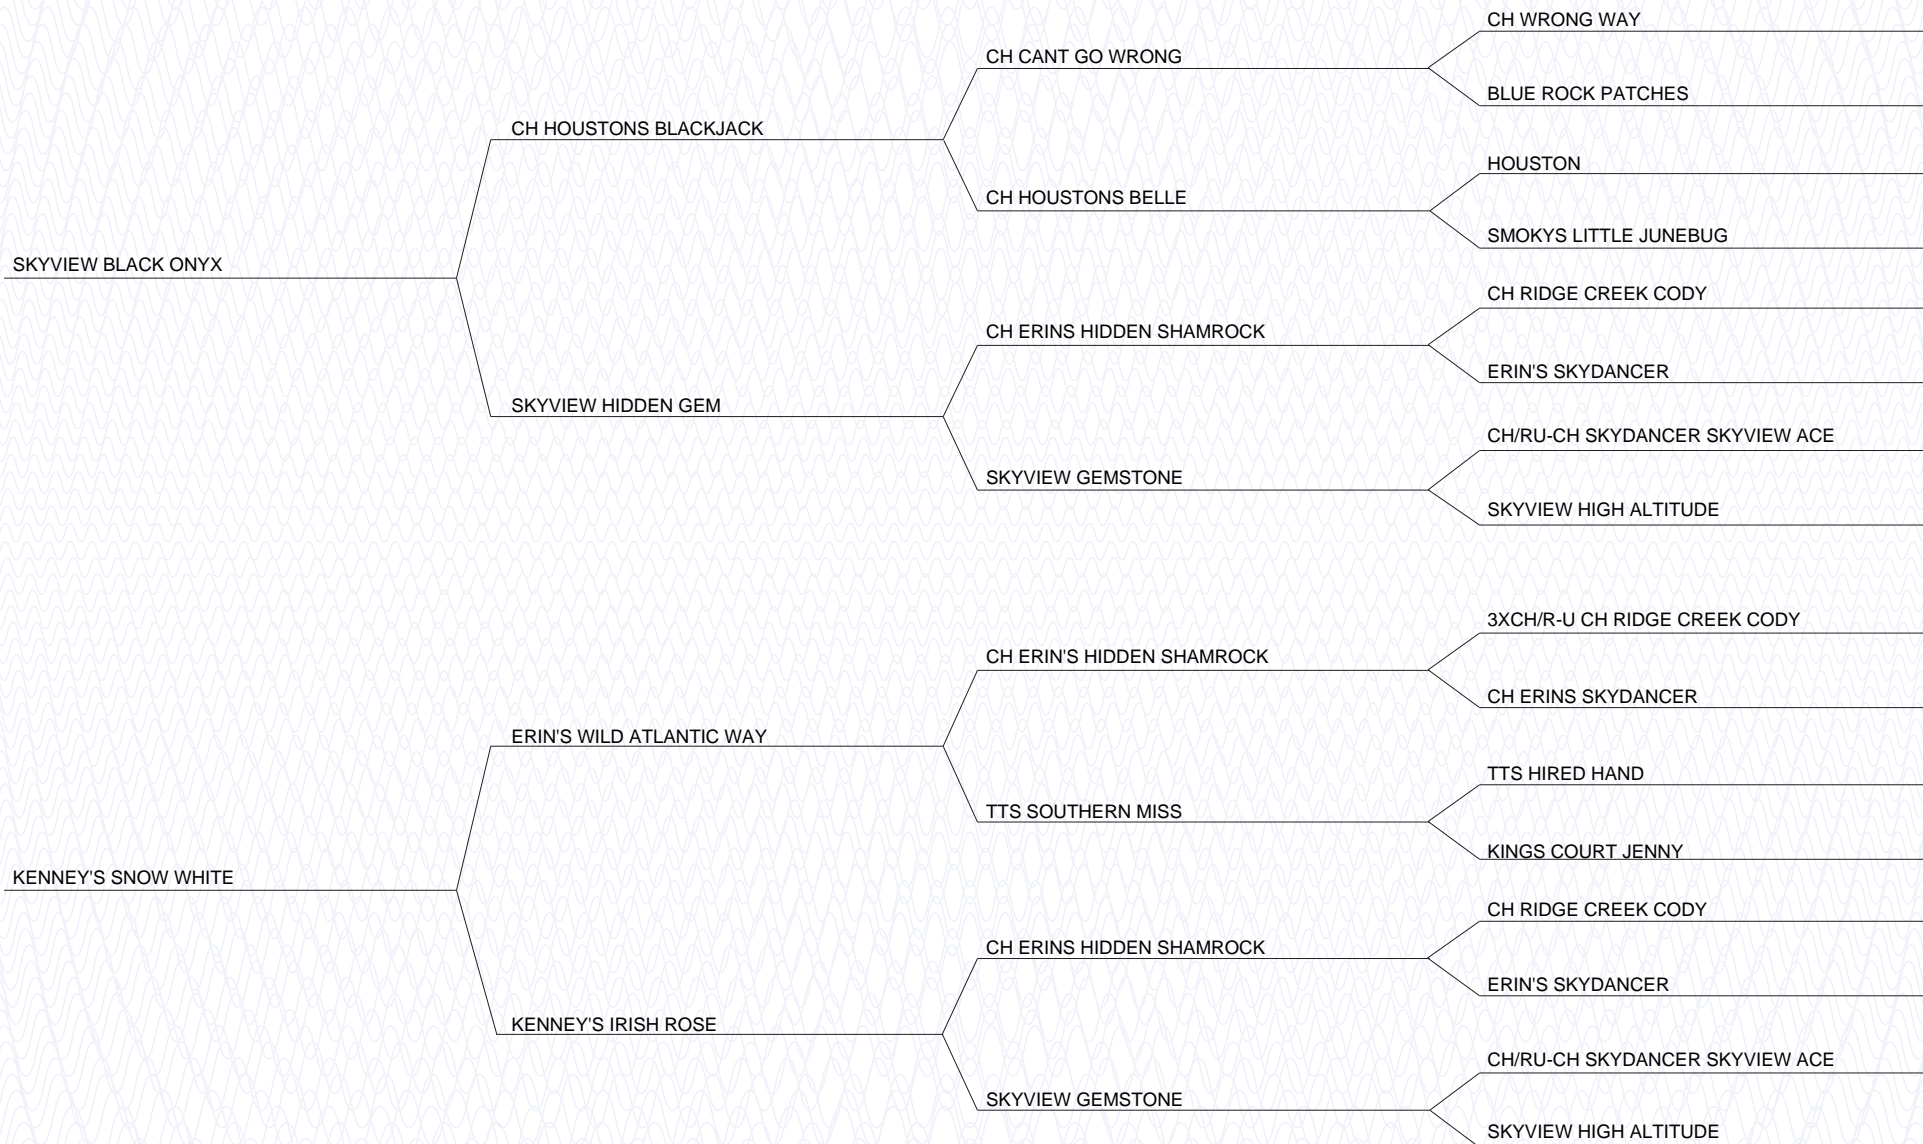 CH WRONG WAY
CH CANT GO WRONG
BLUE ROCK PATCHES
CH HOUSTONS BLACKJACK
HOUSTON
CH HOUSTONS BELLE
SMOKYS LITTLE JUNEBUG
SKYVIEW BLACK ONYX
CH RIDGE CREEK CODY
CH ERINS HIDDEN SHAMROCK
ERIN'S SKYDANCER
SKYVIEW HIDDEN GEM
CH/RU-CH SKYDANCER SKYVIEW ACE
SKYVIEW GEMSTONE
SKYVIEW HIGH ALTITUDE
3XCH/R-U CH RIDGE CREEK CODY
CH ERIN'S HIDDEN SHAMROCK
CH ERINS SKYDANCER
ERIN'S WILD ATLANTIC WAY
TTS HIRED HAND
TTS SOUTHERN MISS
KINGS COURT JENNY
KENNEY'S SNOW WHITE
CH RIDGE CREEK CODY
CH ERINS HIDDEN SHAMROCK
ERIN'S SKYDANCER
KENNEY'S IRISH ROSE
CH/RU-CH SKYDANCER SKYVIEW ACE
SKYVIEW GEMSTONE
SKYVIEW HIGH ALTITUDE